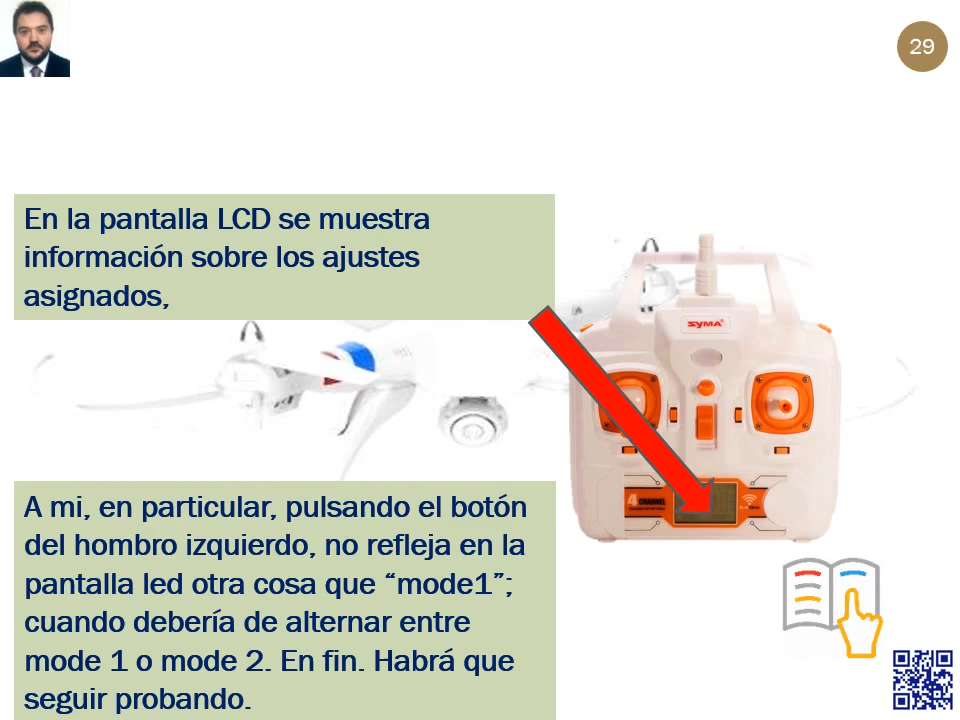 29
En la pantalla LCD se muestra
información sobre los ajustes
asignados,
SYMA
4 CHANNEL
A mi, en particular, pulsando el botón
del hombro izquierdo, no refleja en la
pantalla led otra cosa que “mode1”;
cuando debería de alternar entre
mode 1 o mode 2. En fin. Habrá que
seguir probando.